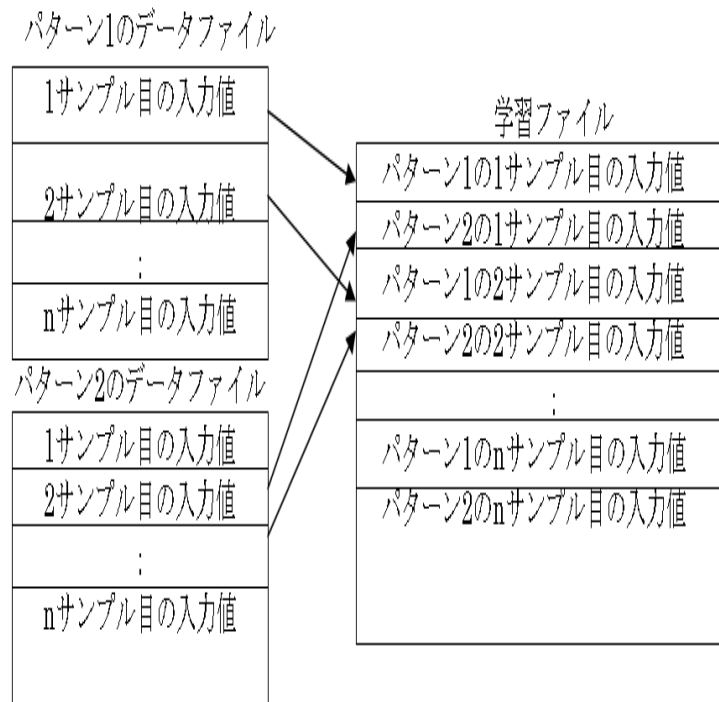 パターン1のデータファイル
1サンプル目の入力値
2サンプル目の入力値
:
nサンプル目の入力値
パターン2のデータファイル
1サンプル目の入力値
2サンプル目の入力値
:
nサンプル目の入力値
学習ファイル
パターン1の1サンプル目の入力値
パターン2の1サンプル目の入力値
パターン1の2サンプル目の入力値
パターン2の2サンプル目の入力値
:
パターン1のnサンプル目の入力値
パターン2のnサンプル目の入力値